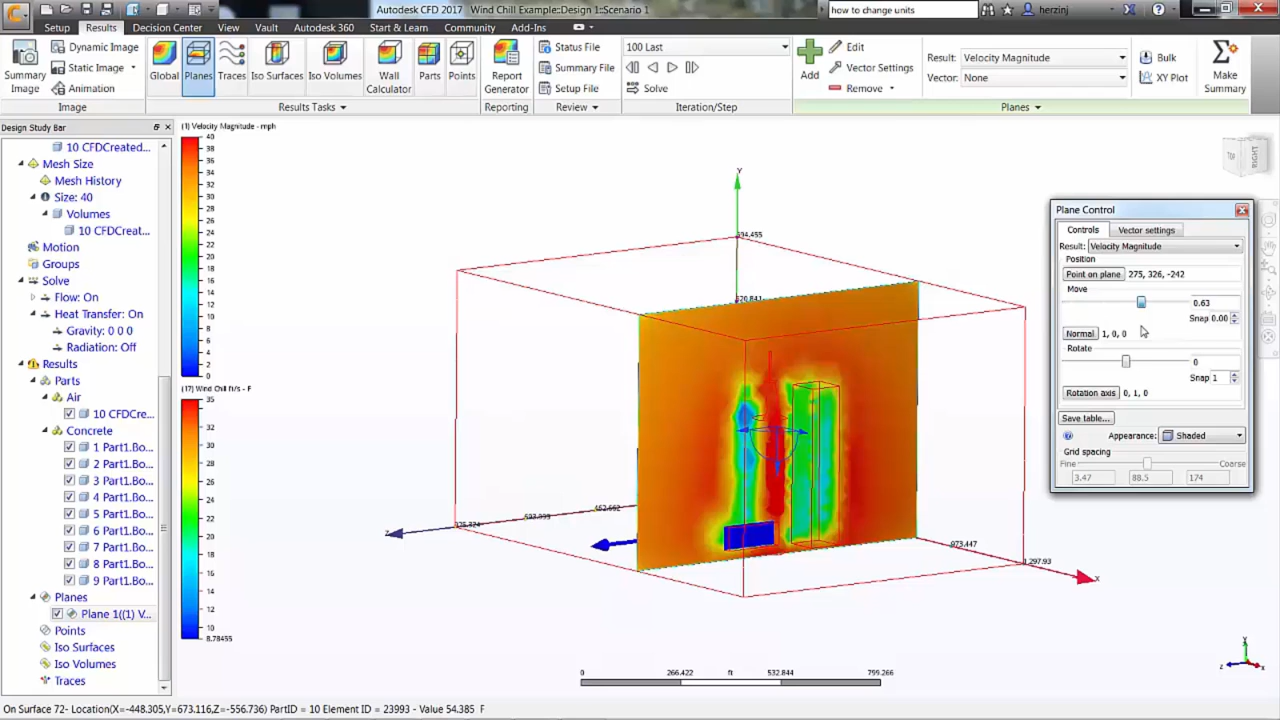 Autodesk CFD 2017 Wind Chill Example::Design 1::Scenario 1
how to change units
herzinj
Setup Results Decision Center View Vault Autodesk 360 Start & Learn Community Add-Ins
Summary Image
Dynamic Image
Static Image
Animation
Image
Global Planes Traces Iso Surfaces Iso Volumes Wall Calculator Parts Points
Results Tasks
Report Generator
Reporting
Status File
Summary File
Setup File
Review
100 Last
Solve
Iteration/Step
Add
Edit
Vector Settings
Remove
Result: Velocity Magnitude
Vector: None
Bulk
XY Plot
Make Summary
Planes
Design Study Bar
10 CFDCreated...
Mesh Size
Mesh History
Size: 40
Volumes
10 CFDCreat...
Motion
Groups
Solve
Flow: On
Heat Transfer: On
Gravity: 0 0 0
Radiation: Off
Results
Parts
Air
10 CFDCre...
Concrete
1 Part1.Bo...
2 Part1.Bo...
3 Part1.Bo...
4 Part1.Bo...
5 Part1.Bo...
6 Part1.Bo...
7 Part1.Bo...
8 Part1.Bo...
9 Part1.Bo...
Planes
Plane 1((1) V...
Points
Iso Surfaces
Iso Volumes
Traces
(1) Velocity Magnitude - mph
40
38
36
34
32
30
28
26
24
22
20
18
16
14
12
10
8
6
4
2
0
(17) Wind Chill ft/s - F
35
34
32
30
28
26
24
22
20
18
16
14
12
10
8.78455
Y
594.455
Z
462.662
X
973.447
1,297.93
TOP
RIGHT
Plane Control
Controls Vector settings
Result: Velocity Magnitude
Position
Point on plane 275, 326, -242
Move
0.63
Snap 0.00
Normal 1, 0, 0
Rotate
0
Snap 1
Rotation axis 0, 1, 0
Save table...
Appearance: Shaded
Grid spacing
Fine Coarse
3.47 88.5 174
0 266.422 ft 532.844 799.266
Y
Z X
On Surface 72- Location(X=-448.305,Y=673.116,Z=-556.736) PartID = 10 Element ID = 23993 - Value 54.385 F